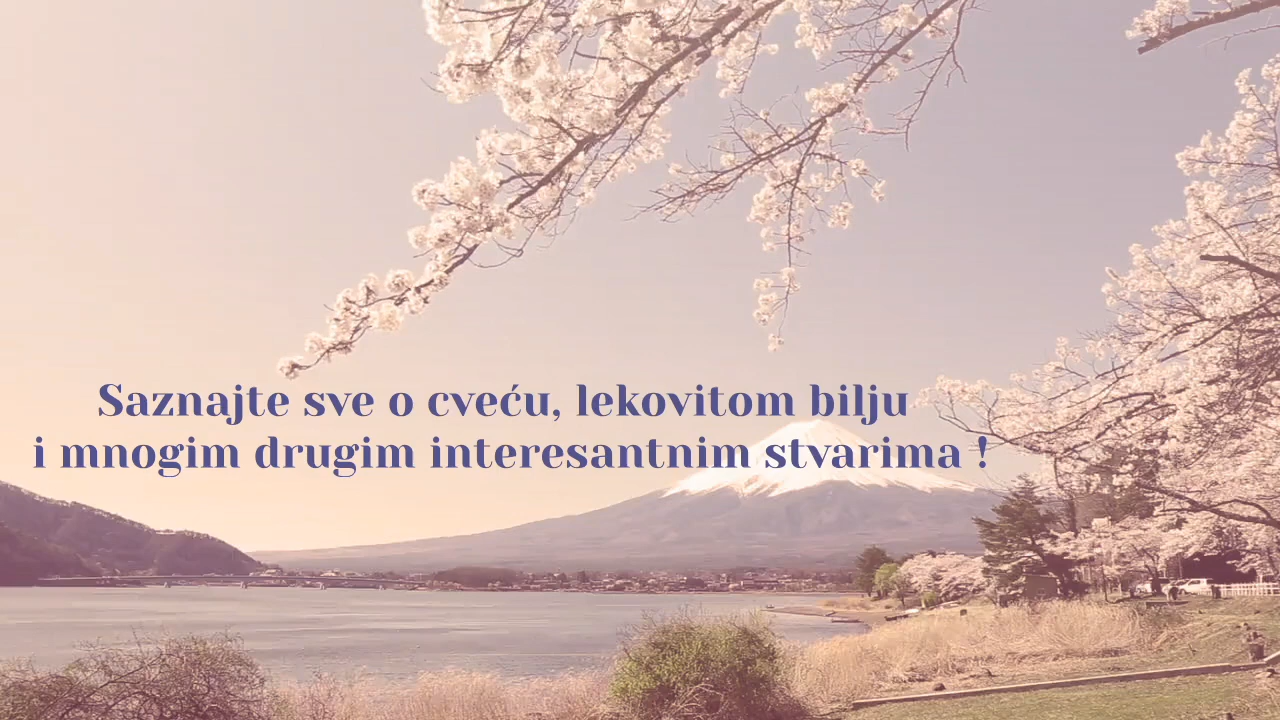 Saznajte sve o cveću, lekovitom bilju
i mnogim drugim interesantnim stvarima !